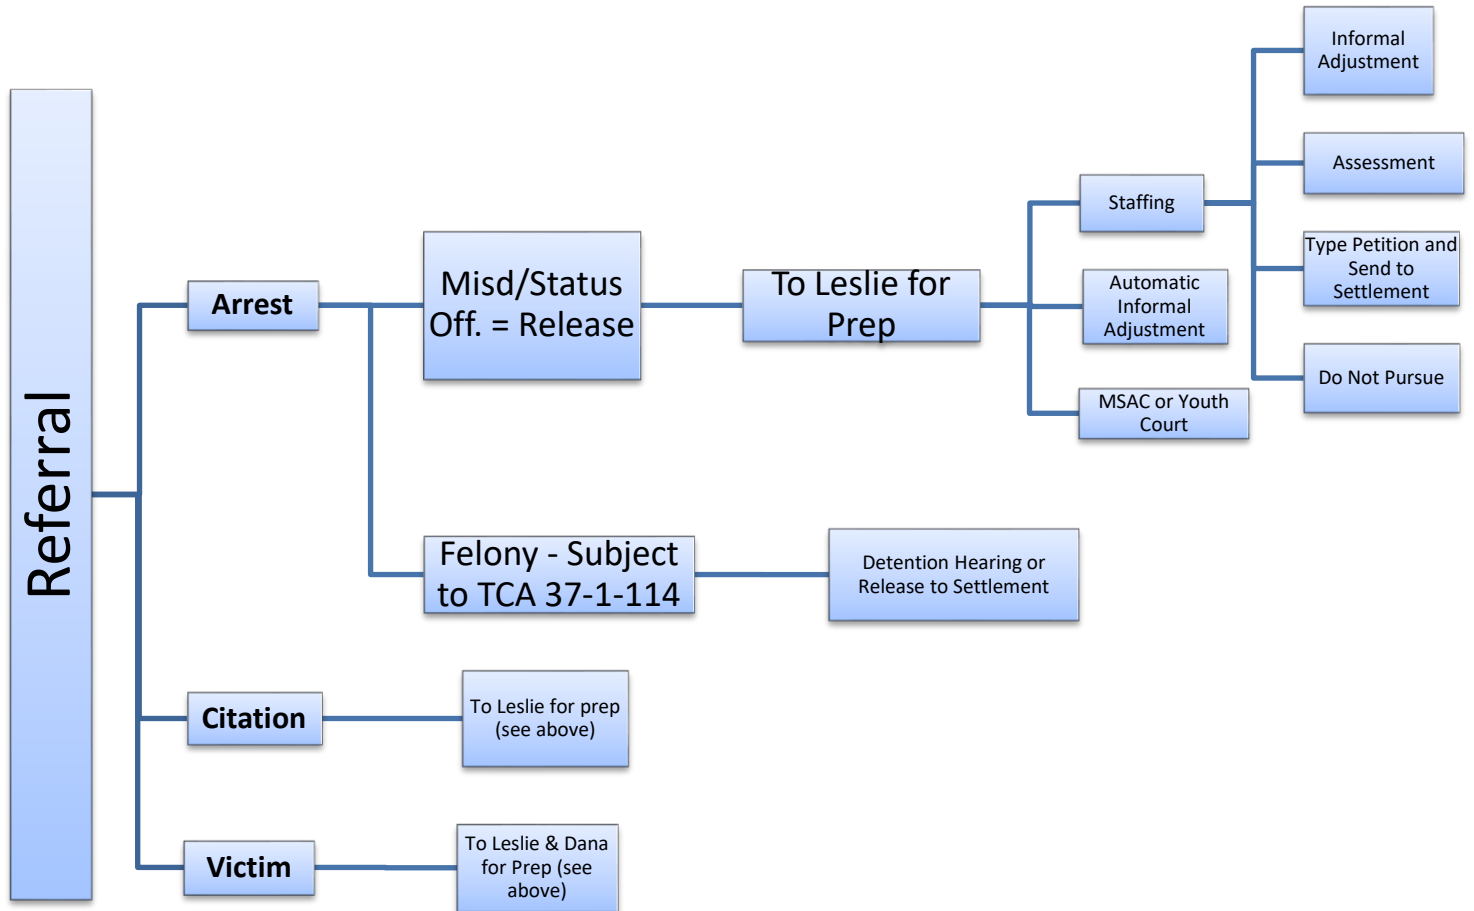 Referral
Arrest
Misd/Status
Off. = Release
To Leslie for
Prep
Staffing
Informal
Adjustment
Assessment
Type Petition and
Send to
Settlement
Do Not Pursue
Automatic
Informal
Adjustment
MSAC or Youth
Court
Felony - Subject
to TCA 37-1-114
Detention Hearing or
Release to Settlement
Citation
To Leslie for prep
(see above)
Victim
To Leslie & Dana
for Prep (see
above)